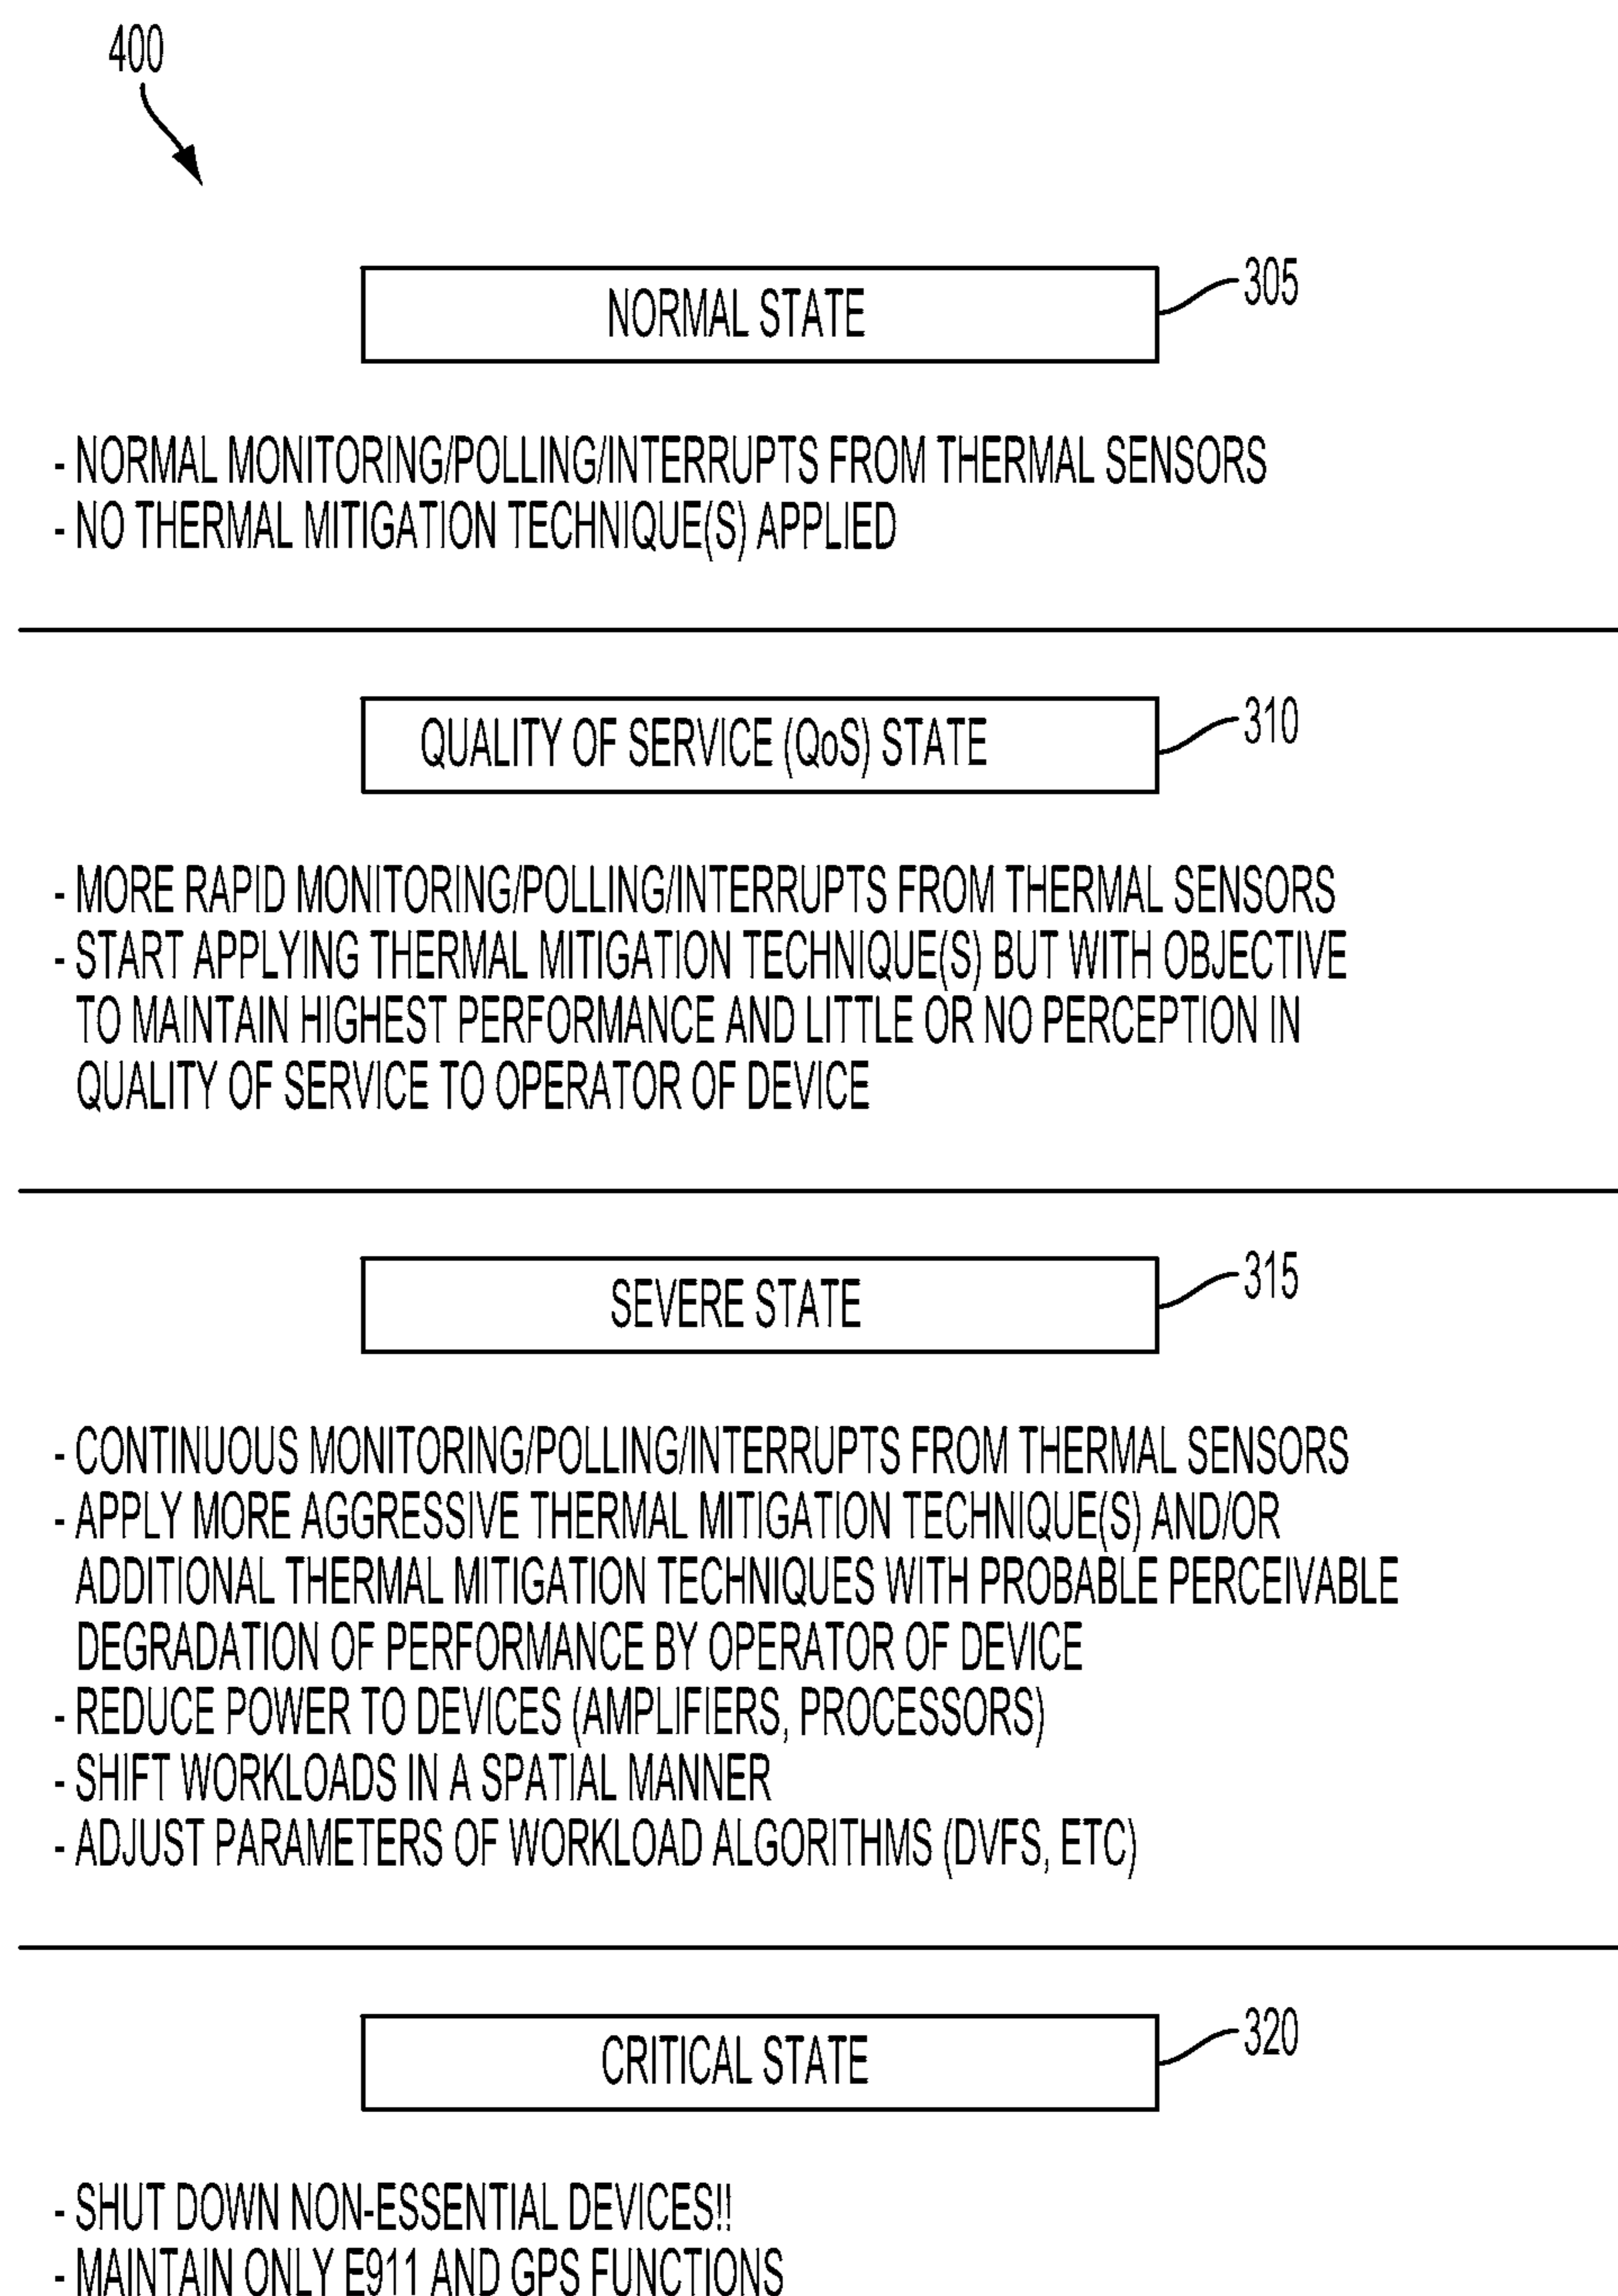 400
NORMAL STATE
305
- NORMAL MONITORING/POLLING/INTERRUPTS FROM THERMAL SENSORS
- NO THERMAL MITIGATION TECHNIQUE(S) APPLIED
QUALITY OF SERVICE (QoS) STATE
310
- MORE RAPID MONITORING/POLLING/INTERRUPTS FROM THERMAL SENSORS
- START APPLYING THERMAL MITIGATION TECHNIQUE(S) BUT WITH OBJECTIVE
TO MAINTAIN HIGHEST PERFORMANCE AND LITTLE OR NO PERCEPTION IN
QUALITY OF SERVICE TO OPERATOR OF DEVICE
SEVERE STATE
315
- CONTINUOUS MONITORING/POLLING/INTERRUPTS FROM THERMAL SENSORS
- APPLY MORE AGGRESSIVE THERMAL MITIGATION TECHNIQUE(S) AND/OR
ADDITIONAL THERMAL MITIGATION TECHNIQUES WITH PROBABLE PERCEIVABLE
DEGRADATION OF PERFORMANCE BY OPERATOR OF DEVICE
- REDUCE POWER TO DEVICES (AMPLIFIERS, PROCESSORS)
- SHIFT WORKLOADS IN A SPATIAL MANNER
- ADJUST PARAMETERS OF WORKLOAD ALGORITHMS (DVFS, ETC)
CRITICAL STATE
320
- SHUT DOWN NON-ESSENTIAL DEVICES!!
- MAINTAIN ONLY E911 AND GPS FUNCTIONS